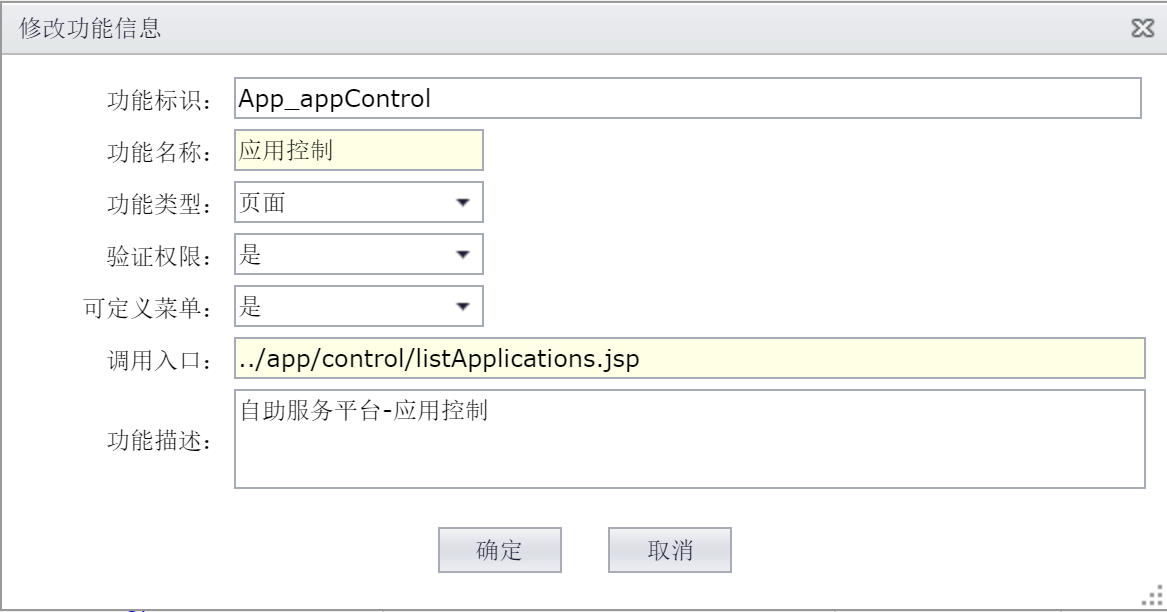 修改功能信息
功能标识： App_appControl
功能名称： 应用控制
功能类型： 页面
验证权限： 是
可定义菜单： 是
调用入口： ../app/control/listApplications.jsp
功能描述： 自助服务平台-应用控制
确定 取消